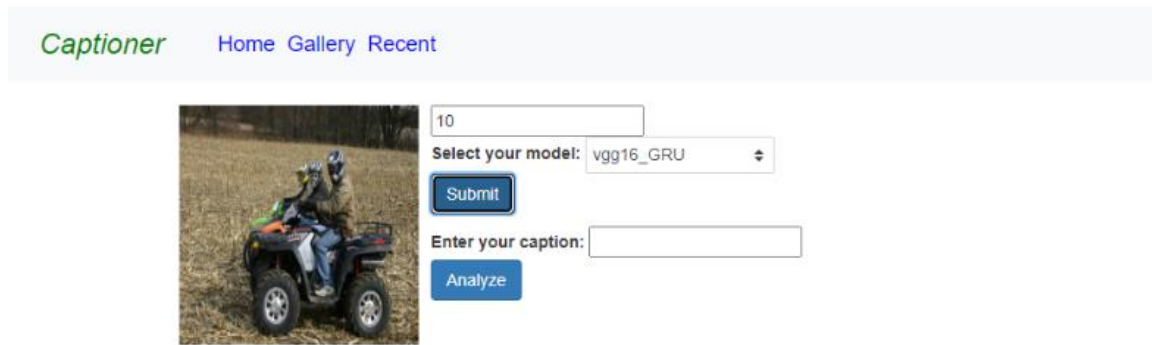 Captioner Home Gallery Recent
10
Select your model: vgg16_GRU
Submit
Enter your caption:
Analyze